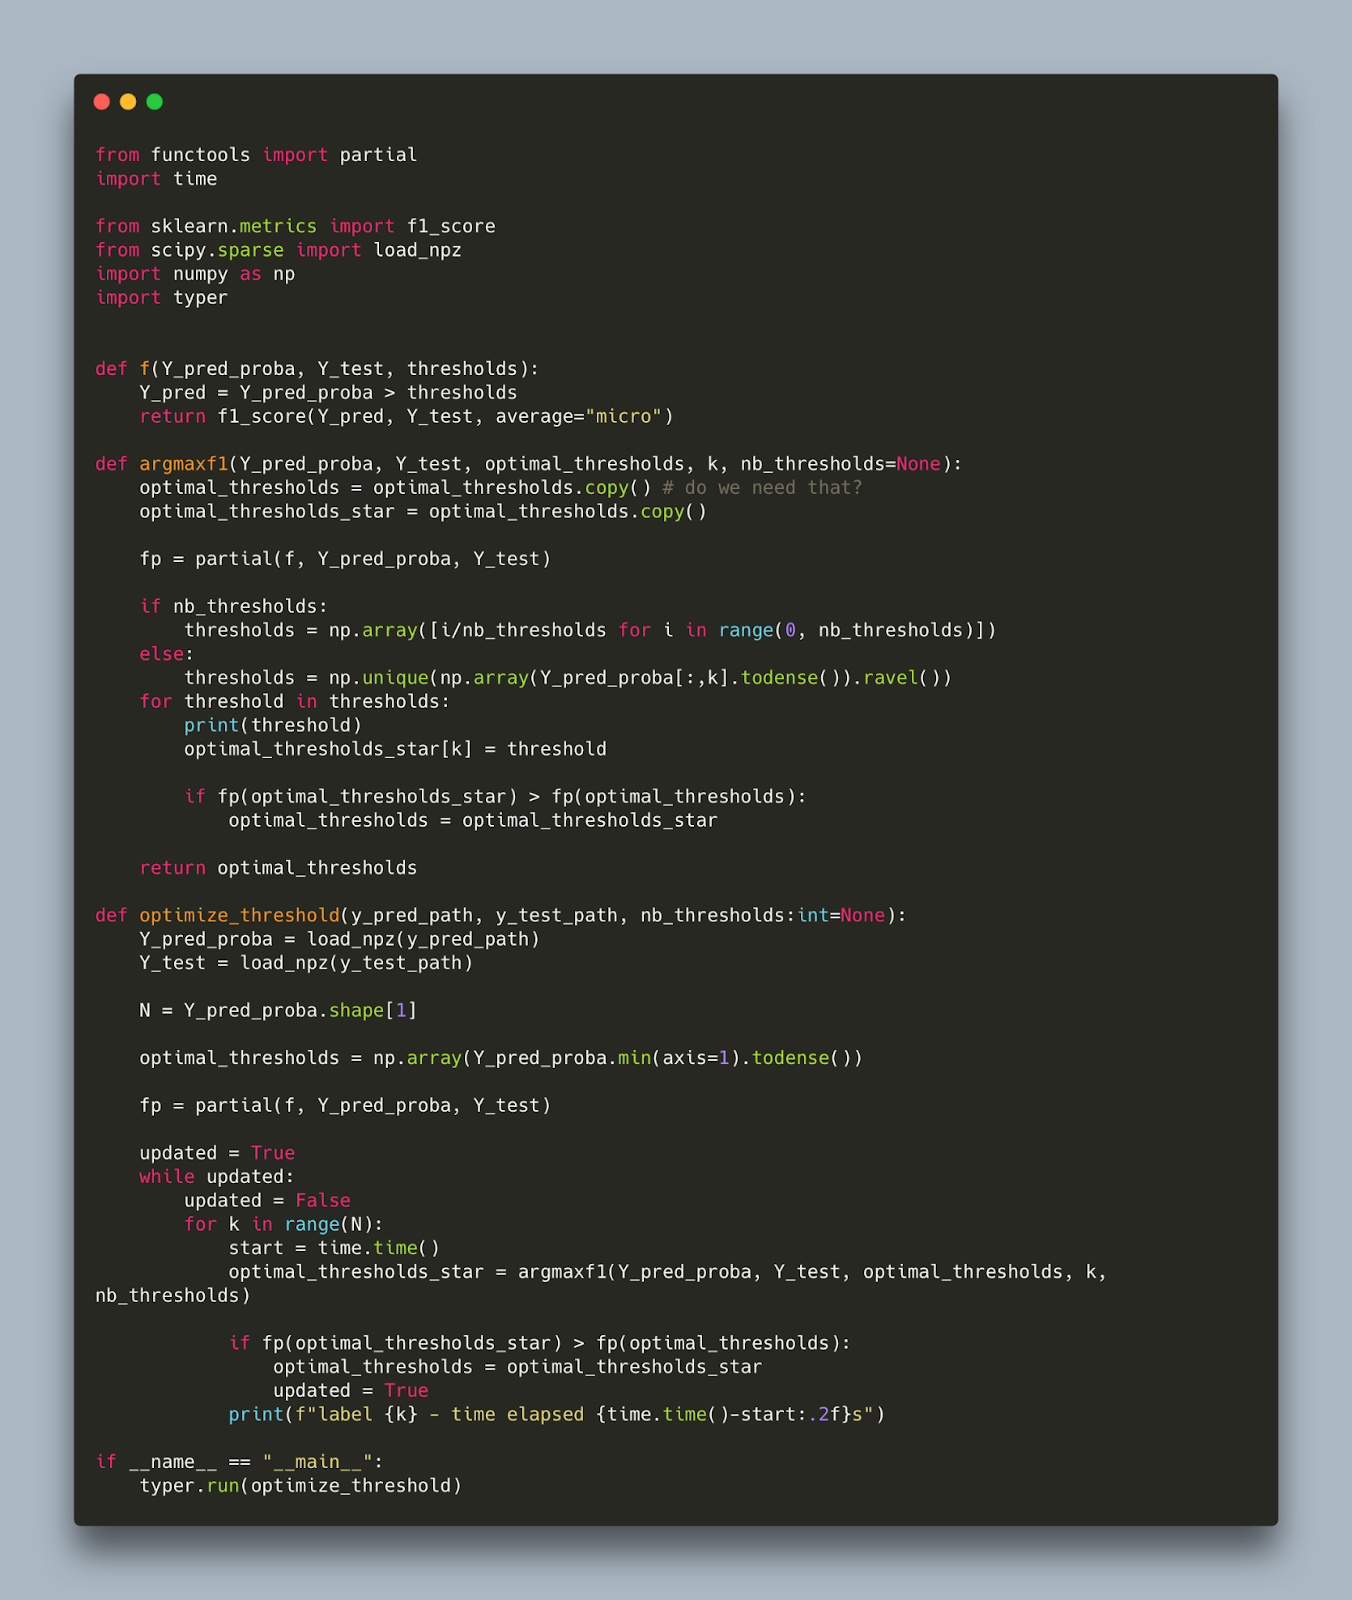 from functools import partial
import time

from sklearn.metrics import f1_score
from scipy.sparse import load_npz
import numpy as np
import typer


def f(Y_pred_proba, Y_test, thresholds):
    Y_pred = Y_pred_proba > thresholds
    return f1_score(Y_pred, Y_test, average="micro")

def argmaxf1(Y_pred_proba, Y_test, optimal_thresholds, k, nb_thresholds=None):
    optimal_thresholds = optimal_thresholds.copy() # do we need that?
    optimal_thresholds_star = optimal_thresholds.copy()

    fp = partial(f, Y_pred_proba, Y_test)

    if nb_thresholds:
        thresholds = np.array([i/nb_thresholds for i in range(0, nb_thresholds)])
    else:
        thresholds = np.unique(np.array(Y_pred_proba[:,k].todense()).ravel())
    for threshold in thresholds:
        print(threshold)
        optimal_thresholds_star[k] = threshold

        if fp(optimal_thresholds_star) > fp(optimal_thresholds):
            optimal_thresholds = optimal_thresholds_star

    return optimal_thresholds

def optimize_threshold(y_pred_path, y_test_path, nb_thresholds:int=None):
    Y_pred_proba = load_npz(y_pred_path)
    Y_test = load_npz(y_test_path)

    N = Y_pred_proba.shape[1]

    optimal_thresholds = np.array(Y_pred_proba.min(axis=1).todense())

    fp = partial(f, Y_pred_proba, Y_test)

    updated = True
    while updated:
        updated = False
        for k in range(N):
            start = time.time()
            optimal_thresholds_star = argmaxf1(Y_pred_proba, Y_test, optimal_thresholds, k,
nb_thresholds)

            if fp(optimal_thresholds_star) > fp(optimal_thresholds):
                optimal_thresholds = optimal_thresholds_star
                updated = True
            print(f"label {k} - time elapsed {time.time()-start:.2f}s")

if __name__ == "__main__":
    typer.run(optimize_threshold)